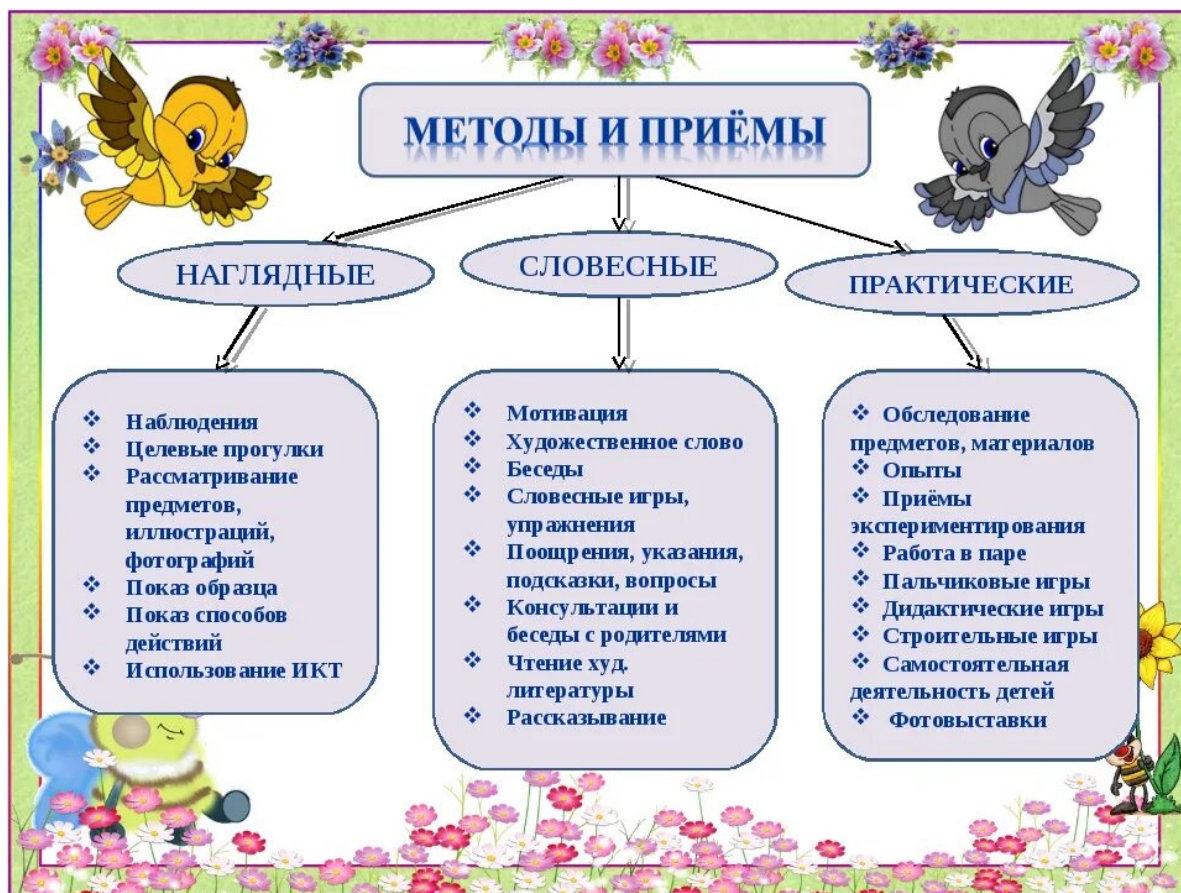 МЕТОДЫ И ПРИЁМЫ
НАГЛЯДНЫЕ
СЛОВЕСНЫЕ
ПРАКТИЧЕСКИЕ
Наблюдения
Целевые прогулки
Рассматривание
предметов,
иллюстраций,
фотографий
Показ образца
Показ способов
действий
Использование ИКТ
Мотивация
Художественное слово
Беседы
Словесные игры,
упражнения
Поощрения, указания,
подсказки, вопросы
Консультации и
беседы с родителями
Чтение худ.
литературы
Рассказывание
Обследование
предметов, материалов
Опыты
Приёмы
экспериментирования
Работа в паре
Пальчиковые игры
Дидактические игры
Строительные игры
Самостоятельная
деятельность детей
Фотовыставки